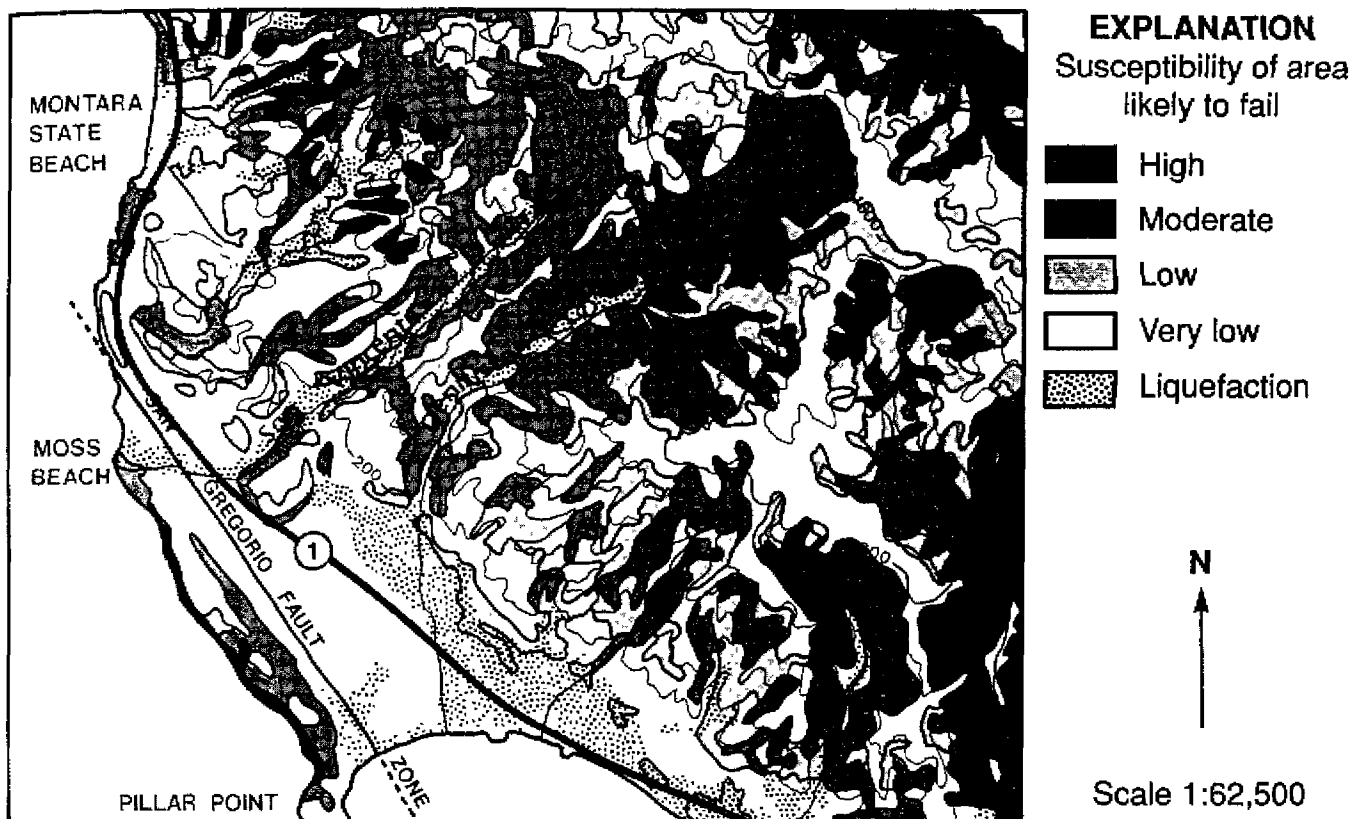 EXPLANATION
Susceptibility of area
likely to fail
High
Moderate
Low
Very low
Liquefaction
N
Scale 1:62,500
MONTARA
STATE
BEACH
MOSS
BEACH
SAN
GREGORIO
FAULT
ZONE
1
200
PILLAR POINT